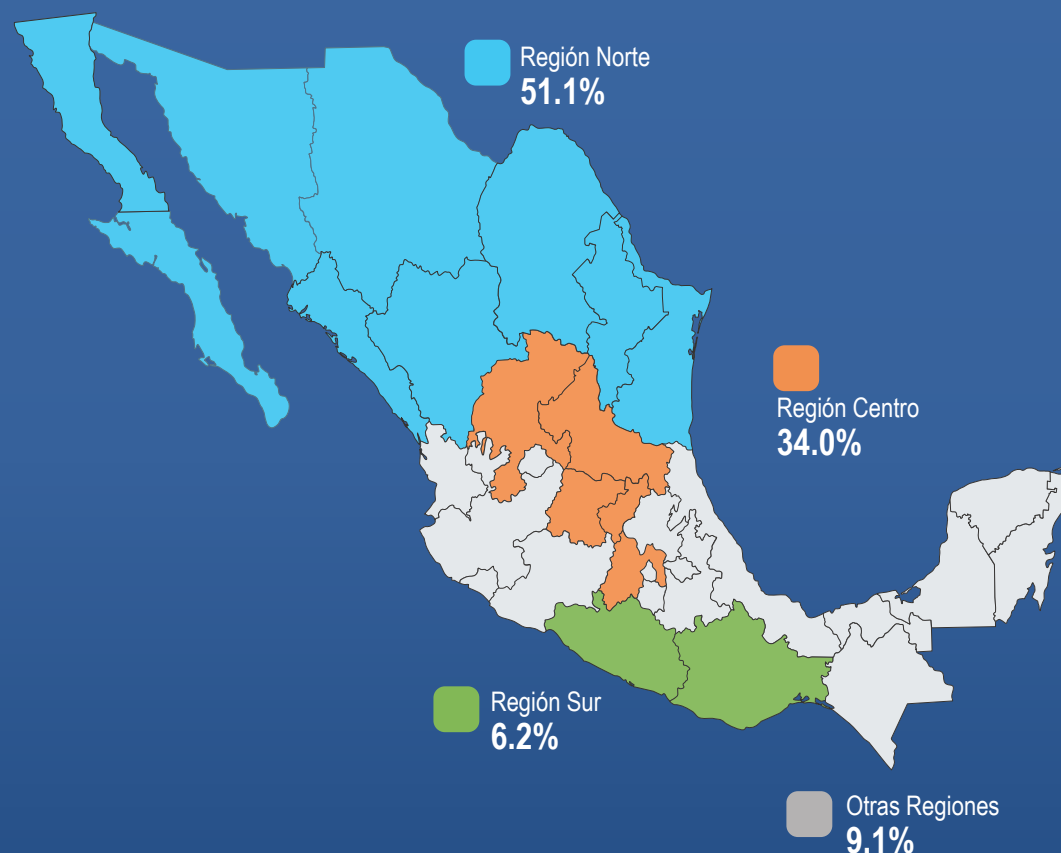 Región Norte
51.1%
Región Centro
34.0%
Región Sur
6.2%
Otras Regiones
9.1%